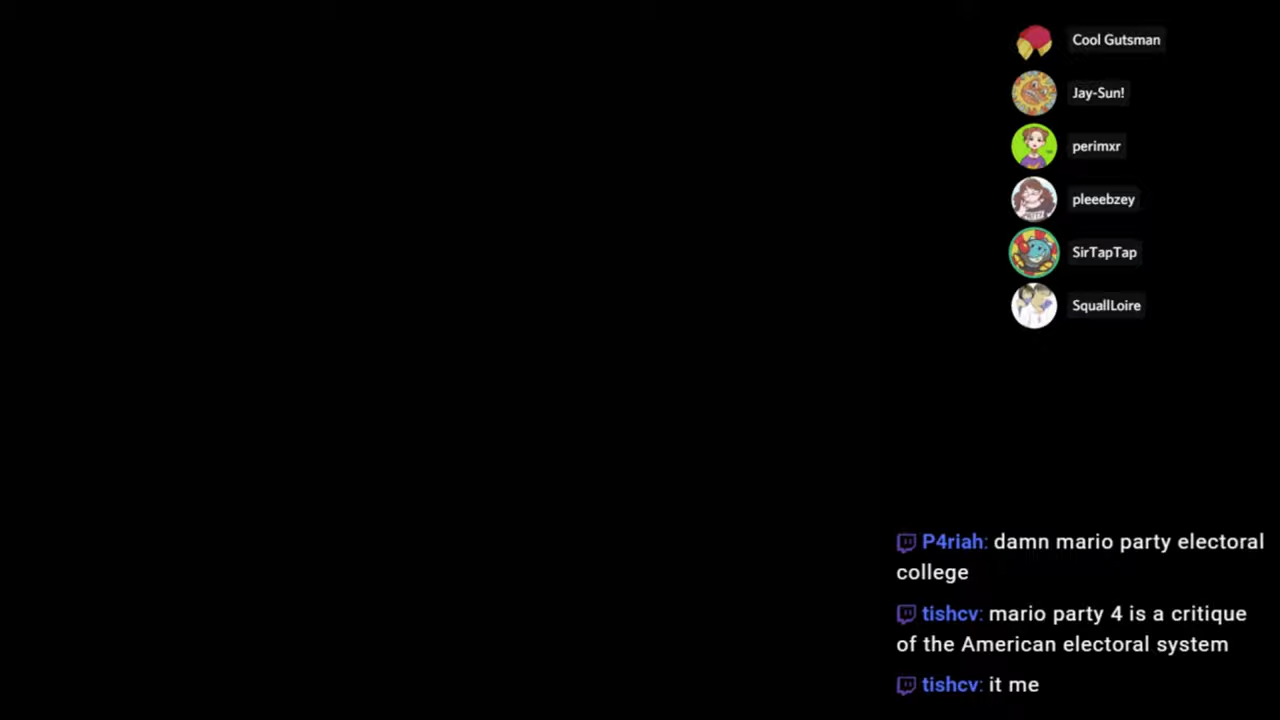 Cool Gutsman
Jay-Sun!
perimxr
pleeebzey
SirTapTap
SquallLoire
P4riah: damn mario party electoral
college
tishcv: mario party 4 is a critique
of the American electoral system
tishcv: it me